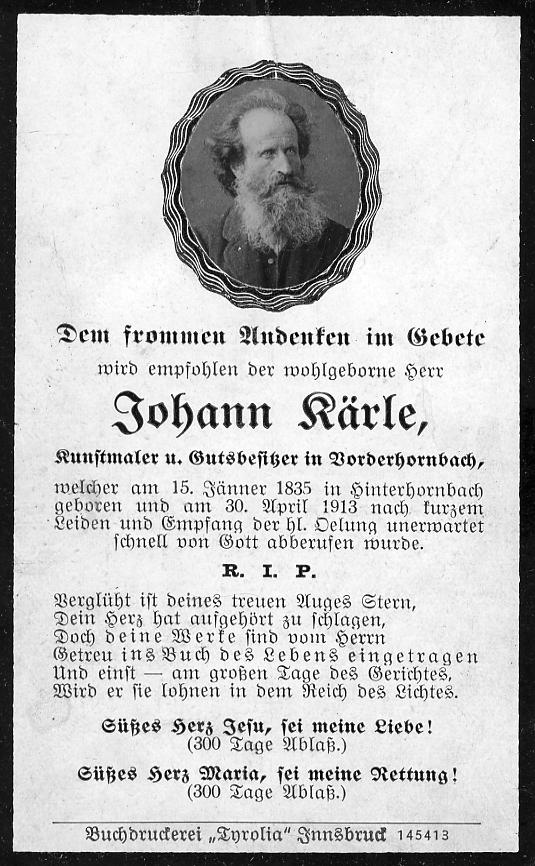 Dem frommen Andenken im Gebete
wird empfohlen der wohlgeborne Herr
Johann Kärle,
Kunstmaler u. Gutsbesitzer in Vorderhornbach,
welcher am 15. Jänner 1835 in Hinterhornbach
geboren und am 30. April 1913 nach kurzem
Leiden und Empfang der hl. Oelung unerwartet
schnell von Gott abberufen wurde.
R. I. P.
Verglüht ist deines treuen Auges Stern,
Dein Herz hat aufgehört zu schlagen,
Doch deine Werke sind vom Herrn
Getreu ins Buch des Lebens eingetragen
Und einst — am großen Tage des Gerichtes,
Wird er sie lohnen in dem Reich des Lichtes.
Süßes Herz Jesu, sei meine Liebe!
(300 Tage Ablaß.)
Süßes Herz Maria, sei meine Rettung!
(300 Tage Ablaß.)
Buchdruckerei „Tyrolia" Innsbruck 145413